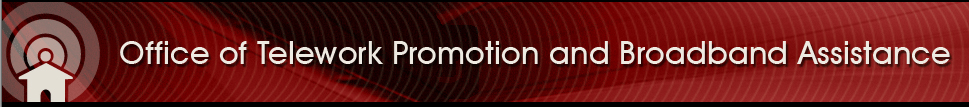 Office of Telework Promotion and Broadband Assistance